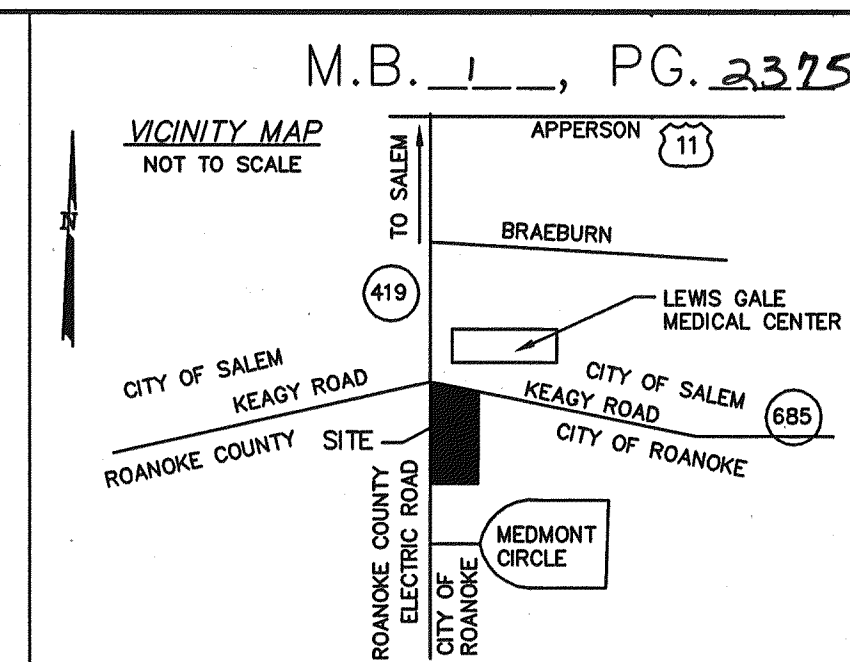 M.B. 1, PG. 2375
VICINITY MAP
NOT TO SCALE
N
APPERSON
11
TO SALEM
BRAEBURN
419
LEWIS GALE
MEDICAL CENTER
CITY OF SALEM
KEAGY ROAD
CITY OF SALEM
KEAGY ROAD
685
ROANOKE COUNTY
SITE
CITY OF ROANOKE
ROANOKE COUNTY
ELECTRIC ROAD
CITY OF
ROANOKE
MEDMONT
CIRCLE